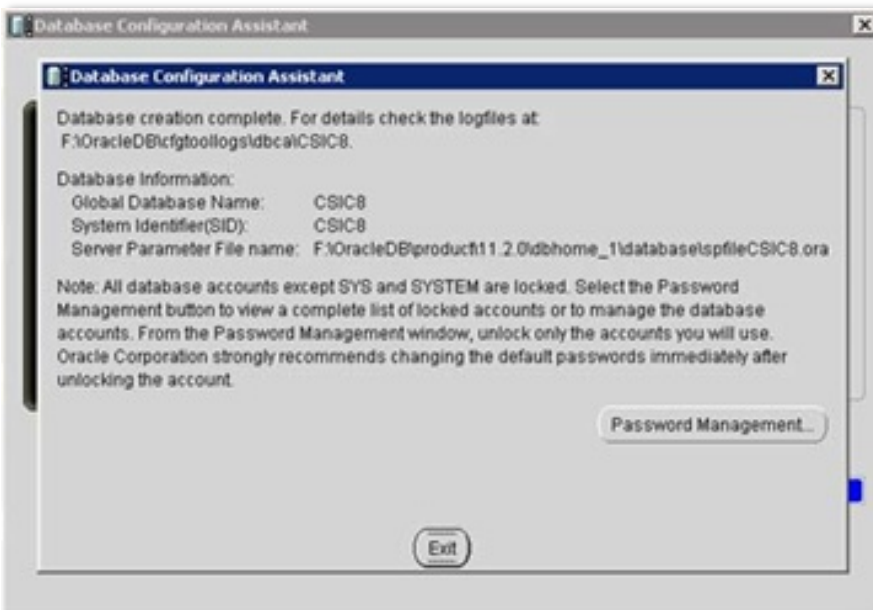 Database Configuration Assistant
Database Configuration Assistant
Database creation complete. For details check the logfiles at:
F:\OracleDB\cfgtoollogs\dbca\CSIC8.
Database Information:
Global Database Name: CSIC8
System Identifier(SID): CSIC8
Server Parameter File name: F:\OracleDB\product\11.2.0\dbhome_1\database\spfileCSIC8.ora
Note: All database accounts except SYS and SYSTEM are locked. Select the Password
Management button to view a complete list of locked accounts or to manage the database
accounts. From the Password Management window, unlock only the accounts you will use.
Oracle Corporation strongly recommends changing the default passwords immediately after
unlocking the account.
Password Management...
Exit